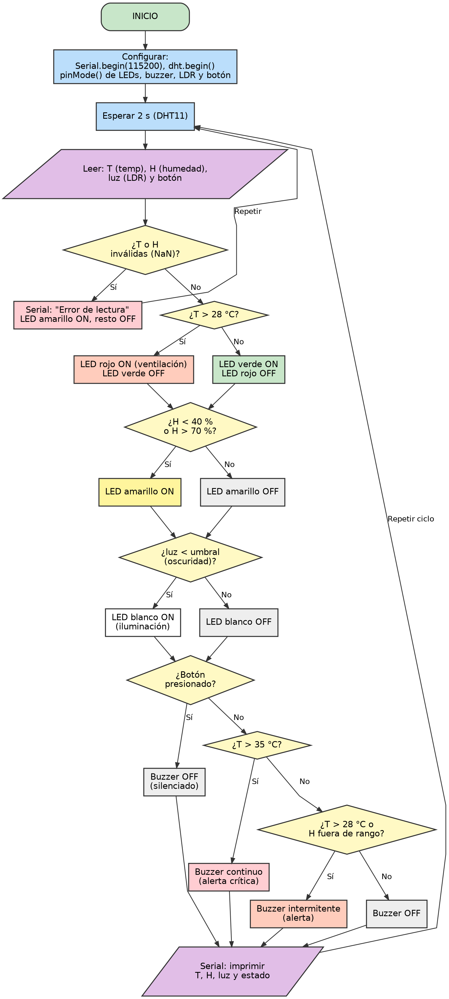 INICIO
Configurar:
Serial.begin(115200), dht.begin()
pinMode() de LEDs, buzzer, LDR y botón
Esperar 2 s (DHT11)
Leer: T (temp), H (humedad),
luz (LDR) y botón
Repetir
¿T o H
inválidas (NaN)?
Sí
No
Serial: "Error de lectura"
LED amarillo ON, resto OFF
¿T > 28 °C?
Sí
No
LED rojo ON (ventilación)
LED verde OFF
LED verde ON
LED rojo OFF
¿H < 40 %
o H > 70 %?
Sí
No
LED amarillo ON
LED amarillo OFF
Repetir ciclo
¿luz < umbral
(oscuridad)?
Sí
No
LED blanco ON
(iluminación)
LED blanco OFF
¿Botón
presionado?
Sí
No
¿T > 35 °C?
Buzzer OFF
(silenciado)
Sí
No
¿T > 28 °C o
H fuera de rango?
Buzzer continuo
(alerta crítica)
Sí
No
Buzzer intermitente
(alerta)
Buzzer OFF
Serial: imprimir
T, H, luz y estado